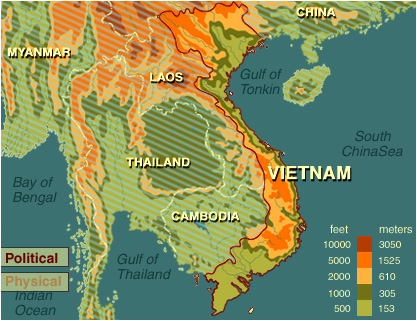 CHINA
MYANMAR
LAOS
Gulf of
Tonkin
South
ChinaSea
THAILAND
VIETNAM
Bay of
Bengal
CAMBODIA
feet meters
10000 3050
5000 1525
2000 610
1000 305
500 153
Political
Gulf of
Thailand
Physical
Indian
Ocean